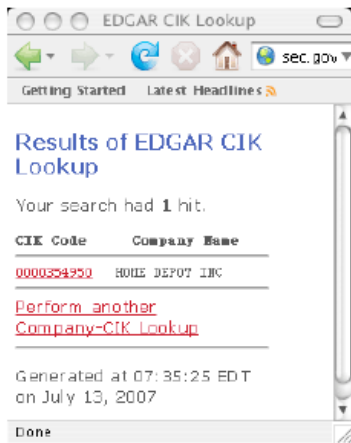 EDGAR CIK Lookup
sec.gov
Getting Started Latest Headlines
Results of EDGAR CIK
Lookup
Your search had 1 hit.
CIK Code Company Name
0000354950 HOME DEPOT INC
Perform another
Company-CIK Lookup
Generated at 07:35:25 EDT
on July 13, 2007
Done